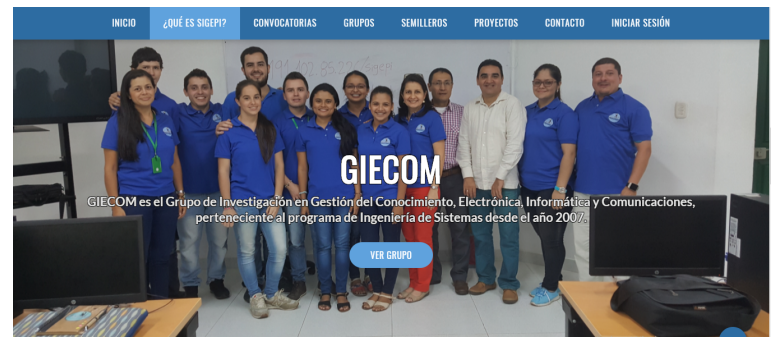 INICIO ¿QUÉ ES SIGEPI? CONVOCATORIAS GRUPOS SEMILLEROS PROYECTOS CONTACTO INICIAR SESIÓN
GIECOM
GIECOM es el Grupo de Investigación en Gestión del Conocimiento, Electrónica, Informática y Comunicaciones,
perteneciente al programa de Ingeniería de Sistemas desde el año 2007.
VER GRUPO